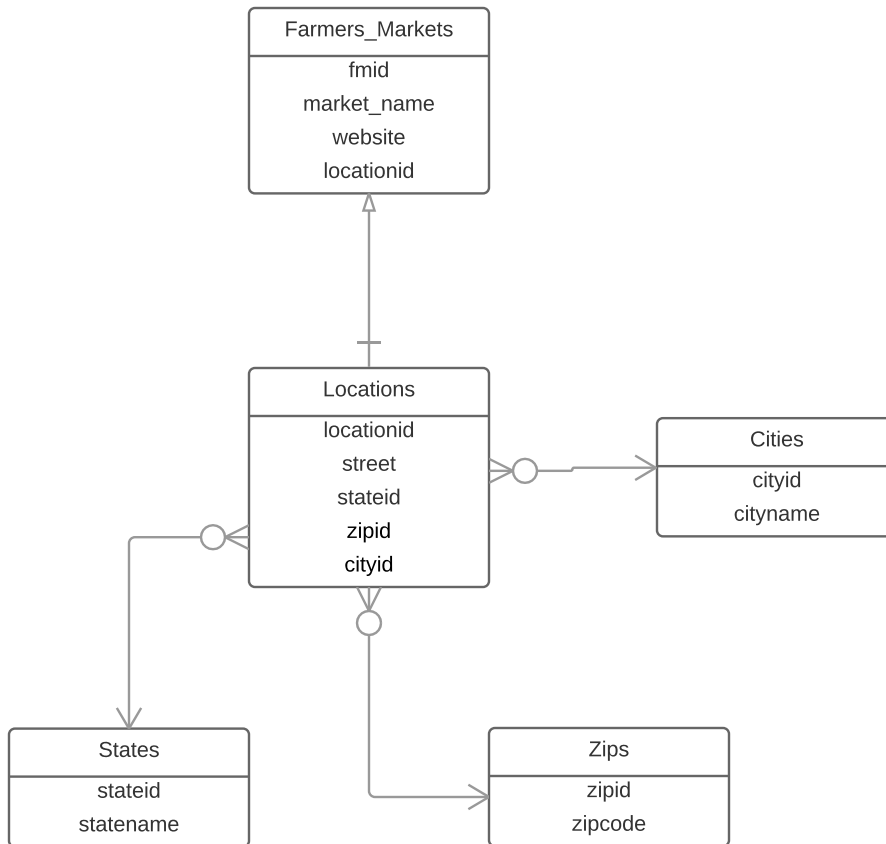 Farmers_Markets
fmid
market_name
website
locationid
Locations
locationid
street
stateid
zipid
cityid
Cities
cityid
cityname
States
stateid
statename
Zips
zipid
zipcode